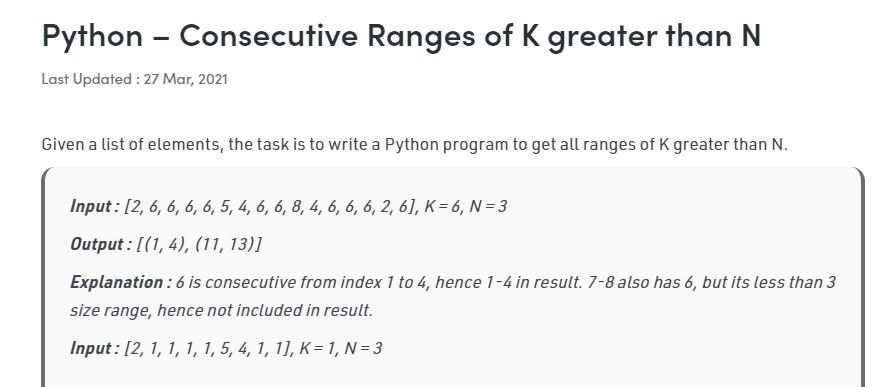 Python – Consecutive Ranges of K greater than N
Last Updated : 27 Mar, 2021
Given a list of elements, the task is to write a Python program to get all ranges of K greater than N.
Input : [2, 6, 6, 6, 6, 5, 4, 6, 6, 8, 4, 6, 6, 6, 2, 6], K = 6, N = 3
Output : [(1, 4), (11, 13)]
Explanation : 6 is consecutive from index 1 to 4, hence 1-4 in result. 7-8 also has 6, but its less than 3
size range, hence not included in result.
Input : [2, 1, 1, 1, 1, 5, 4, 1, 1], K = 1, N = 3